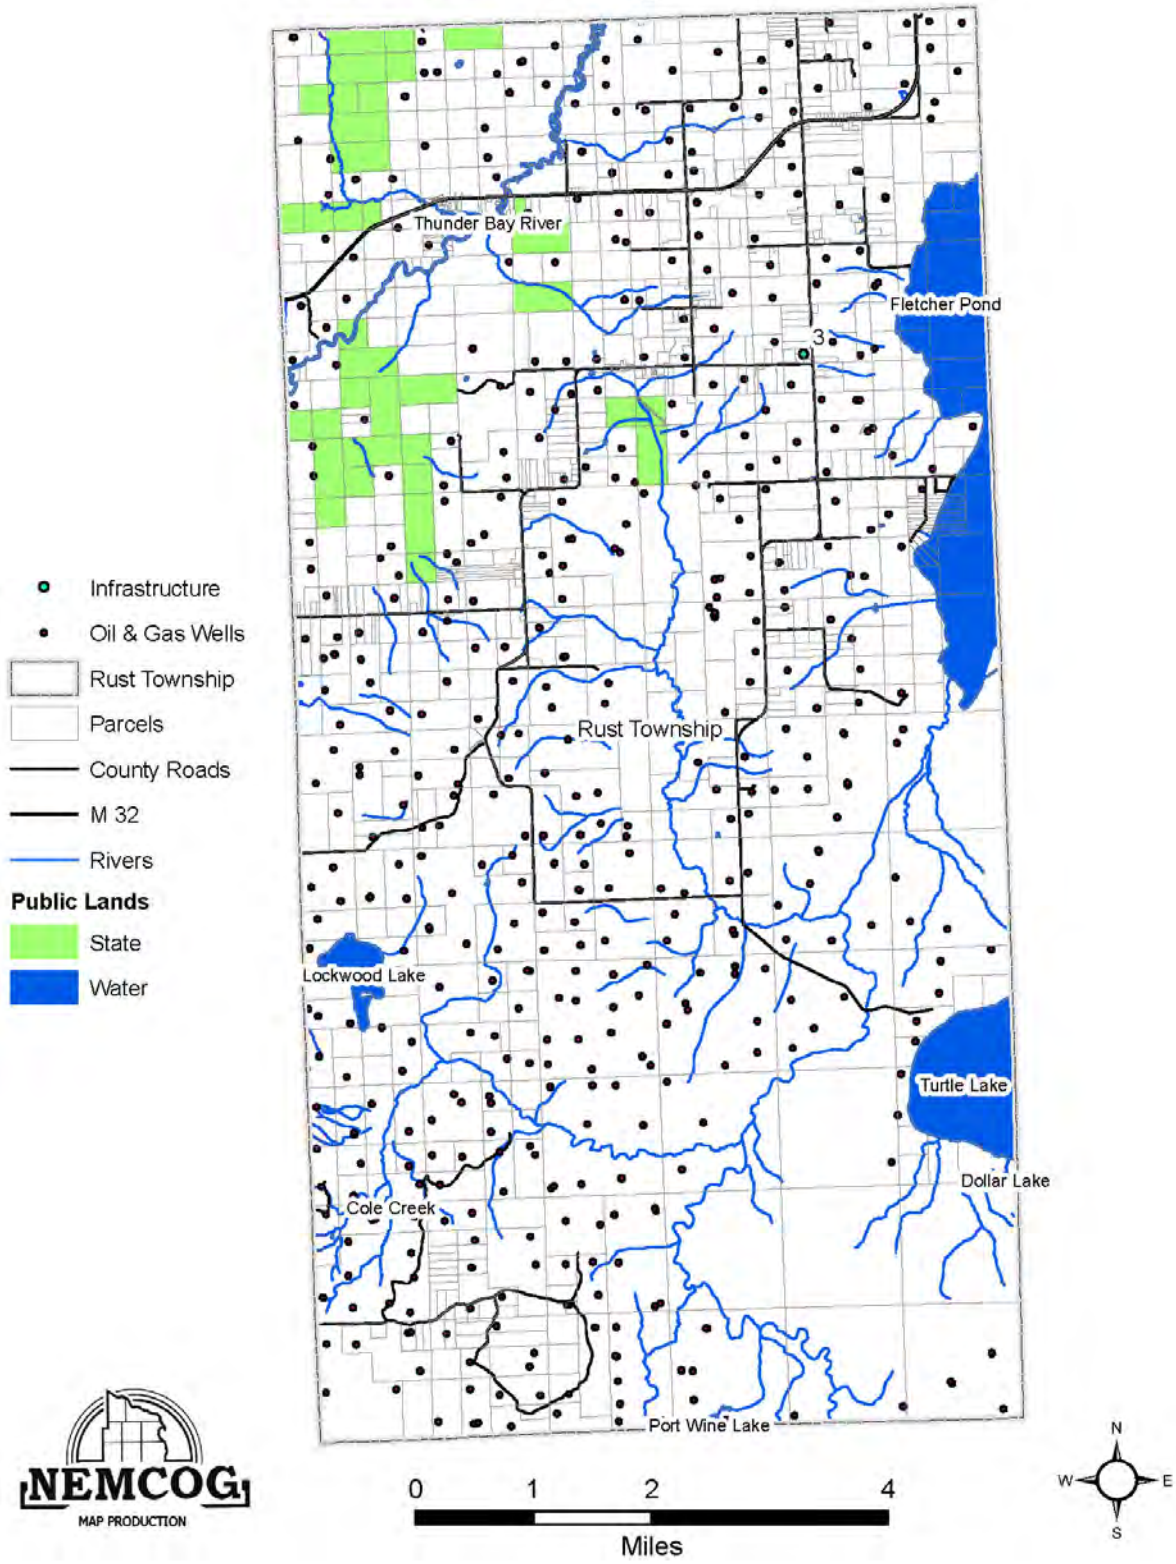 Thunder Bay River
Fletcher Pond
3
Infrastructure
Oil & Gas Wells
Rust Township
Parcels
County Roads
M 32
Rivers
Public Lands
State
Water
Rust Township
Lockwood Lake
Turtle Lake
Dollar Lake
Cole Creek
Port Wine Lake
NEMCOG
MAP PRODUCTION
0 1 2 4
Miles
N
W E
S